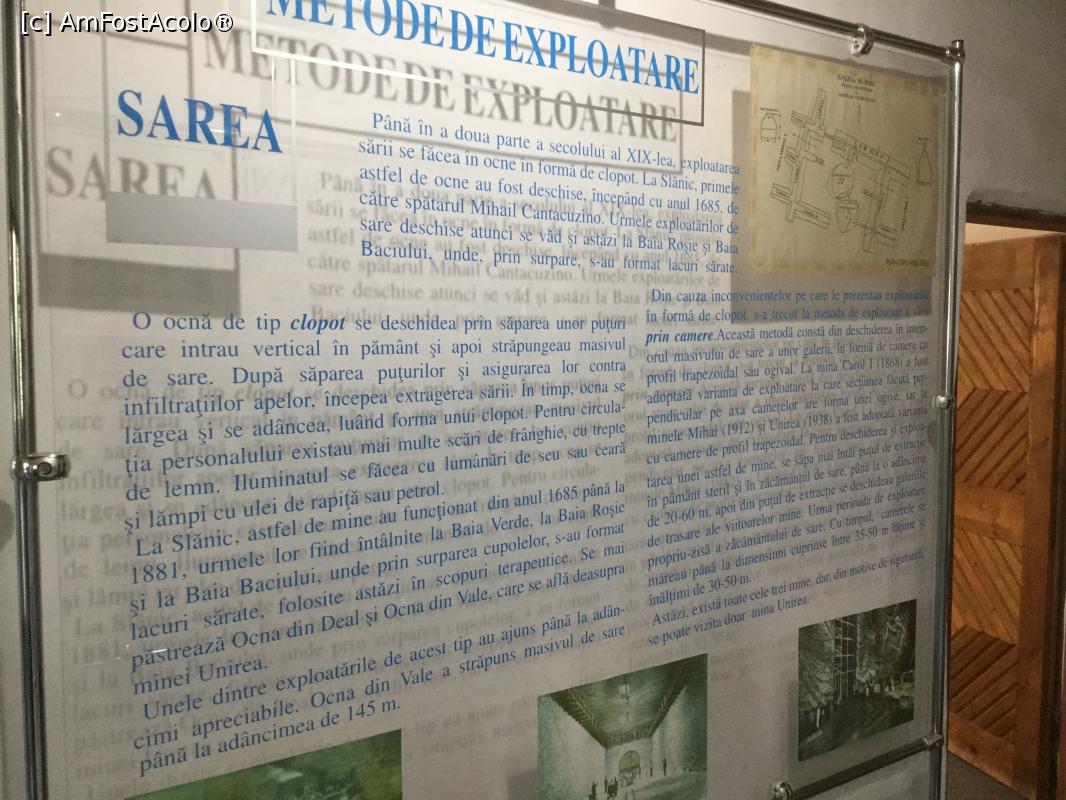 [c] AmFostAcolo®
METODE DE EXPLOATARE
SAREA
Până în a doua parte a secolului al XIX-lea, exploatarea
sării se făcea în ocne în formă de clopot. La Slănic, primele
astfel de ocne au fost deschise, începând cu anul 1685, de
către spătarul Mihail Cantacuzino. Urmele exploatărilor de
sare deschise atunci se văd şi astăzi la Baia Roşie şi Baia
Baciului, unde, prin surpare, s-au format lacuri sărate.
O ocnă de tip clopot se deschidea prin săparea unor puţuri
care intrau vertical în pământ şi apoi străpungeau masivul
de sare. După săparea puţurilor şi asigurarea lor contra
infiltraţiilor apelor, începea extragerea sării. În timp, ocna se
lărgea şi se adâncea, luând forma unui clopot. Pentru circula-
ţia personalului existau mai multe scări de frânghie, cu trepte
de lemn. Iluminatul se făcea cu lumânări de seu sau ceară
şi lămpi cu ulei de rapiţă sau petrol.
La Slănic, astfel de mine au funcţionat din anul 1685 până la
1881, urmele lor fiind întâlnite la Baia Verde, la Baia Roşie
şi la Baia Baciului, unde prin surparea cupolelor, s-au format
lacuri sărate, folosite astăzi în scopuri terapeutice. Se mai
păstrează Ocna din Deal şi Ocna din Vale, care se află deasupra
minei Unirea.
Unele dintre exploatările de acest tip au ajuns până la adân-
cimi apreciabile. Ocna din Vale a străpuns masivul de sare
până la adâncimea de 145 m.
Din cauza inconvenientelor pe care le prezentau exploatările
în formă de clopot, s-a trecut la metoda de exploatare a sării
prin camere. Această metodă constă din deschiderea în interi-
orul masivului de sare a unor galerii, în formă de camere cu
profil trapezoidal sau ogival. La mina Carol I (1868) a fost
adoptată varianta de exploatare la care secţiunea făcută per-
pendicular pe axa camerelor are forma unei ogive, iar la
minele Mihai (1912) şi Unirea (1938) a fost adoptată varianta
cu camere de profil trapezoidal. Pentru deschiderea şi exploa-
tarea unei astfel de mine, se săpa mai întâi puţul de extracţie
în pământ steril şi în zăcământul de sare, până la o adâncime
de 20-60 m, apoi din puţul de extracţie se deschideau galeriile
de trasare ale viitoarelor mine. Urma perioada de exploatare
propriu-zisă a zăcământului de sare. Cu timpul, camerele se
măreau până la dimensiuni cuprinse între 35-50 m lăţime şi
înălţimi de 30-50 m.
Astăzi, există toate cele trei mine, dar, din motive de siguranţă,
se poate vizita doar mina Unirea.
SALINA SLĂNIC